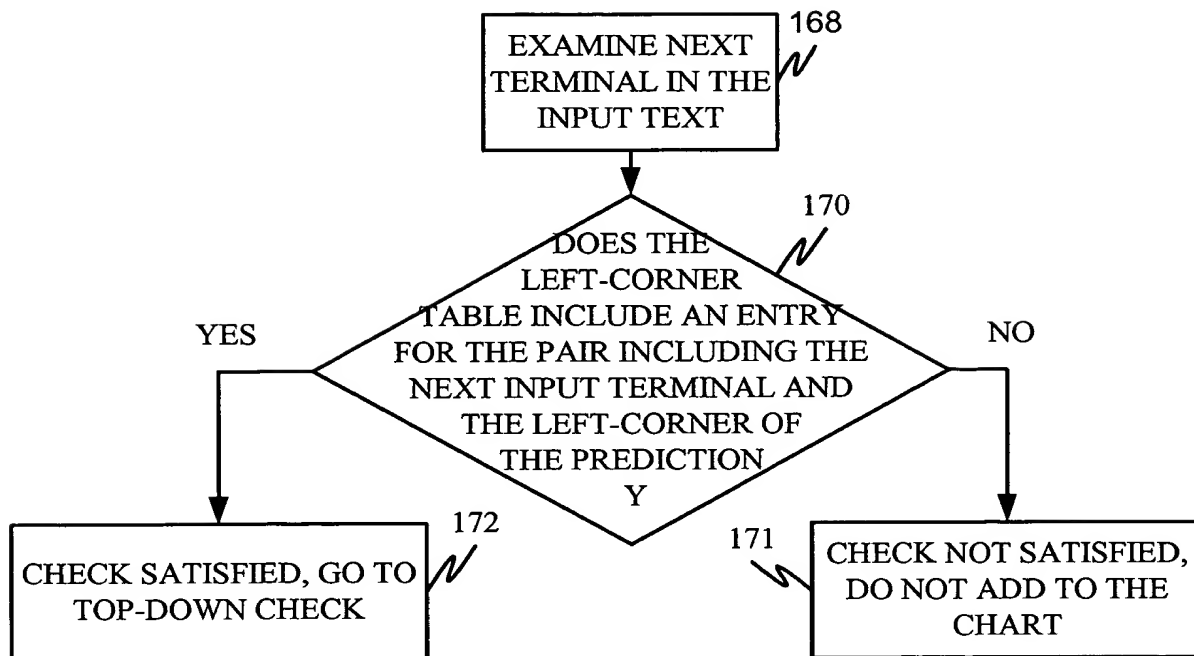 EXAMINE NEXT
TERMINAL IN THE
INPUT TEXT
168
170
DOES THE
LEFT-CORNER
TABLE INCLUDE AN ENTRY
FOR THE PAIR INCLUDING THE
NEXT INPUT TERMINAL AND
THE LEFT-CORNER OF
THE PREDICTION
Y
YES
NO
172
CHECK SATISFIED, GO TO
TOP-DOWN CHECK
171
CHECK NOT SATISFIED,
DO NOT ADD TO THE
CHART